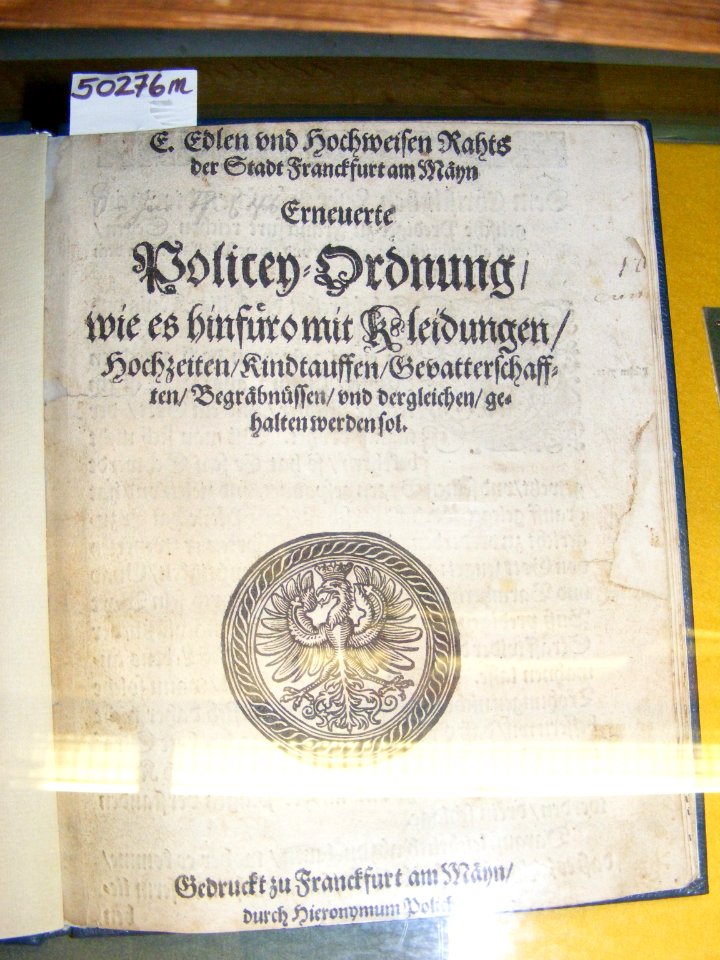 50276m
E. Edlen vnd Hochweisen Rahts
der Stadt Franckfurt am Mäyn
Erneuerte
Policey-Ordnung/
wie es hinfüro mit Kleidungen/
Hochzeiten/Kindtauffen/Gevatterschaff-
ten/ Begräbnüssen/ vnd dergleichen/ ge-
halten werden sol.
Gedruckt zu Franckfurt am Mäyn/
durch Hieronymum